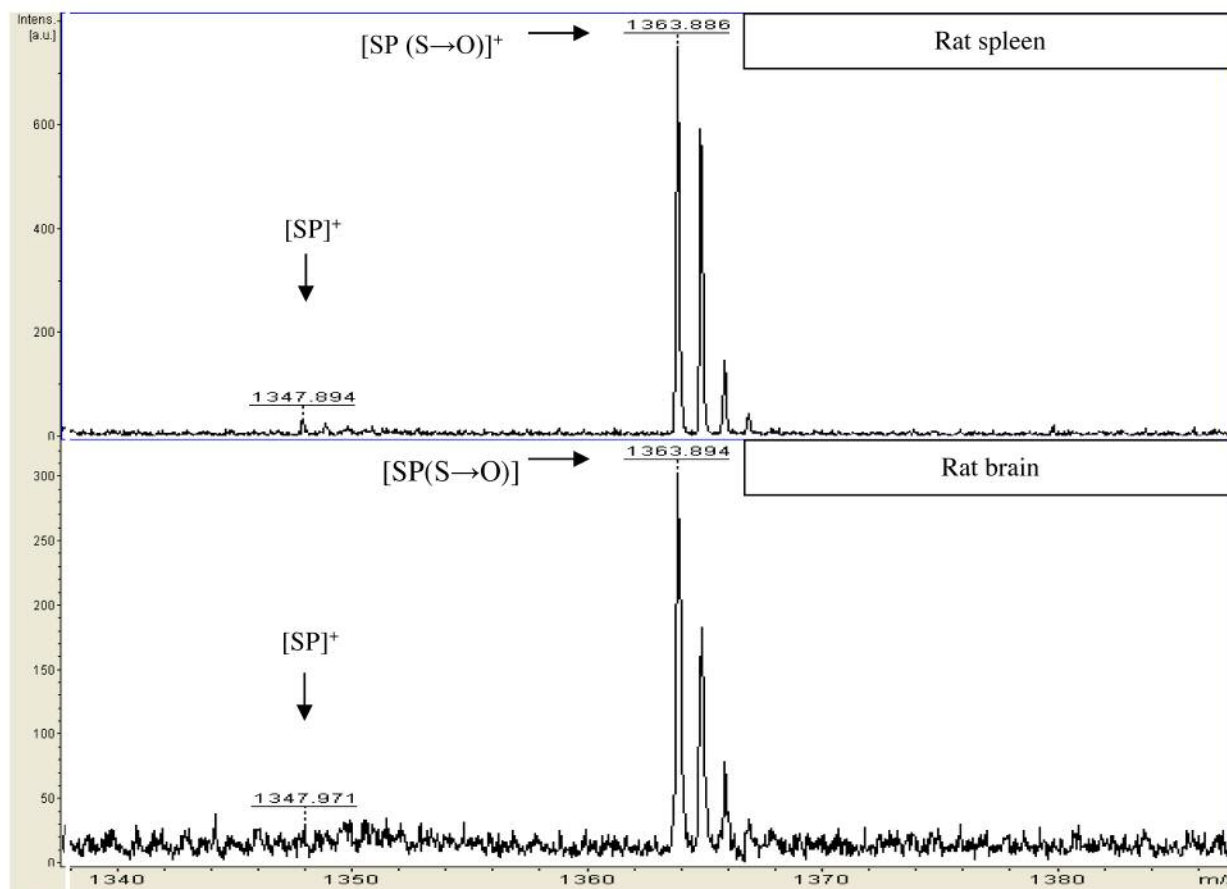 Intens.
[a.u.]
1363.886
[SP (S→O)]⁺
Rat spleen
600
[SP]⁺
400
200
1347.894
0
[SP(S→O)]
1363.894
Rat brain
300
250
200
[SP]⁺
150
100
50
1347.971
0
1340 1350 1360 1370 1380 m/